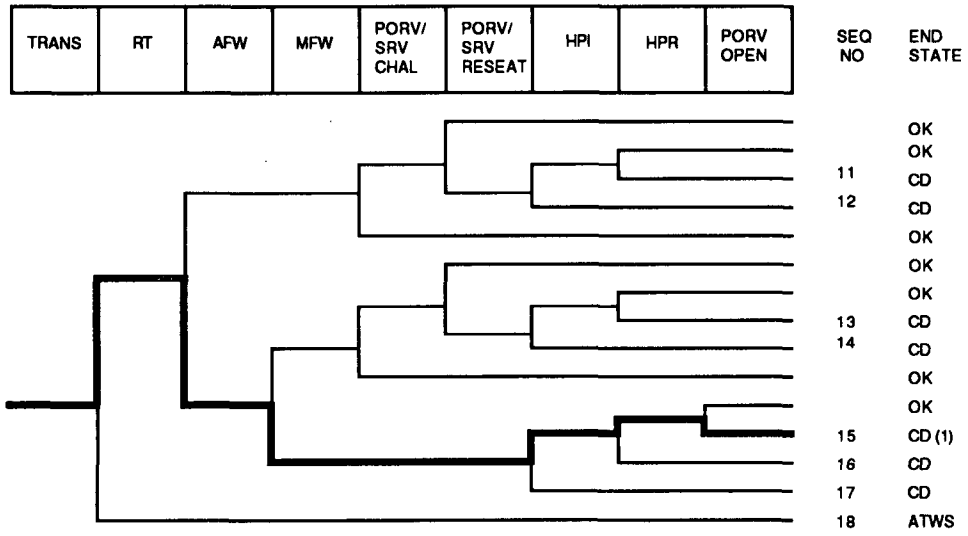 TRANS RT AFW MFW PORV/ SRV CHAL PORV/ SRV RESEAT HPI HPR PORV OPEN SEQ NO END STATE
OK
OK
11 CD
12 CD
OK
OK
OK
13 CD
14 CD
OK
OK
15 CD (1)
16 CD
17 CD
18 ATWS